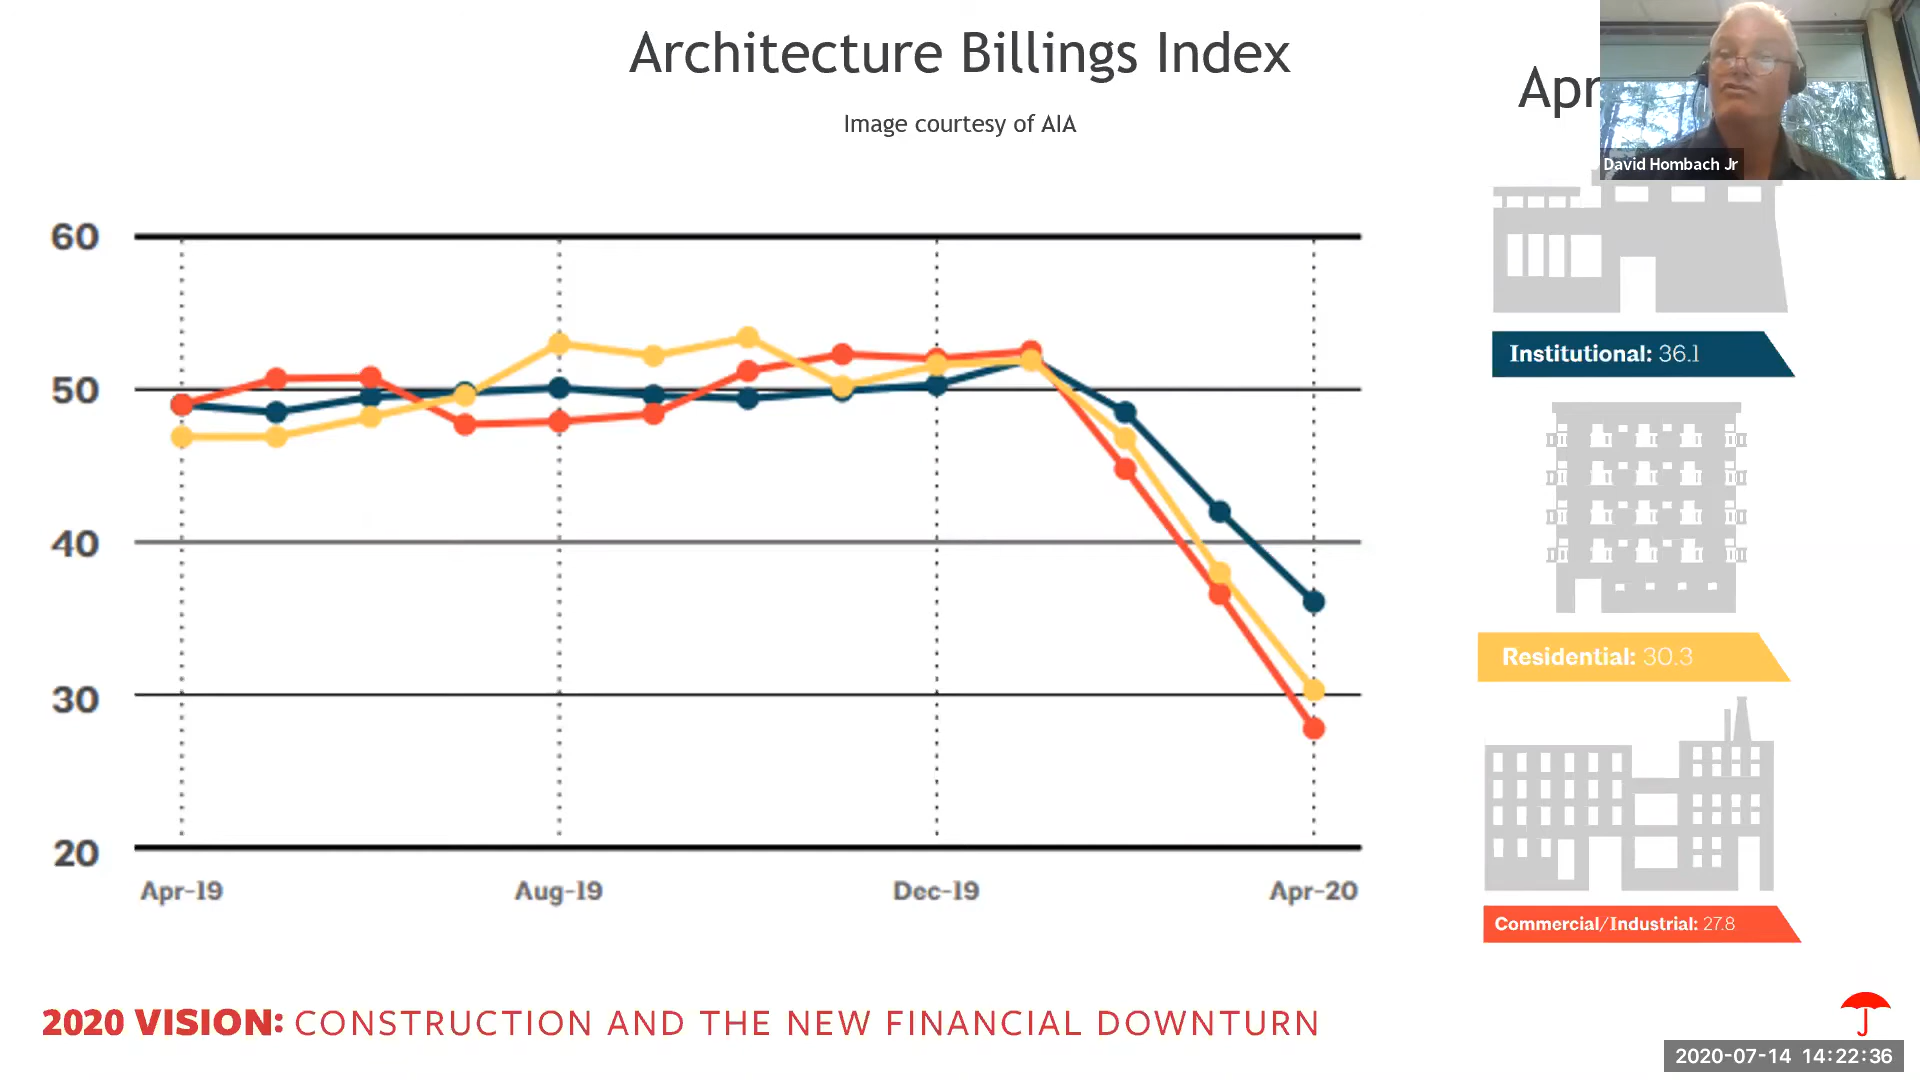 Architecture Billings Index
Image courtesy of AIA
Apr
David Hombach Jr
60
50
40
30
20
Apr-19
Aug-19
Dec-19
Apr-20
Institutional: 36.1
Residential: 30.3
Commercial/Industrial: 27.8
2020 VISION: CONSTRUCTION AND THE NEW FINANCIAL DOWNTURN
2020-07-14 14:22:36